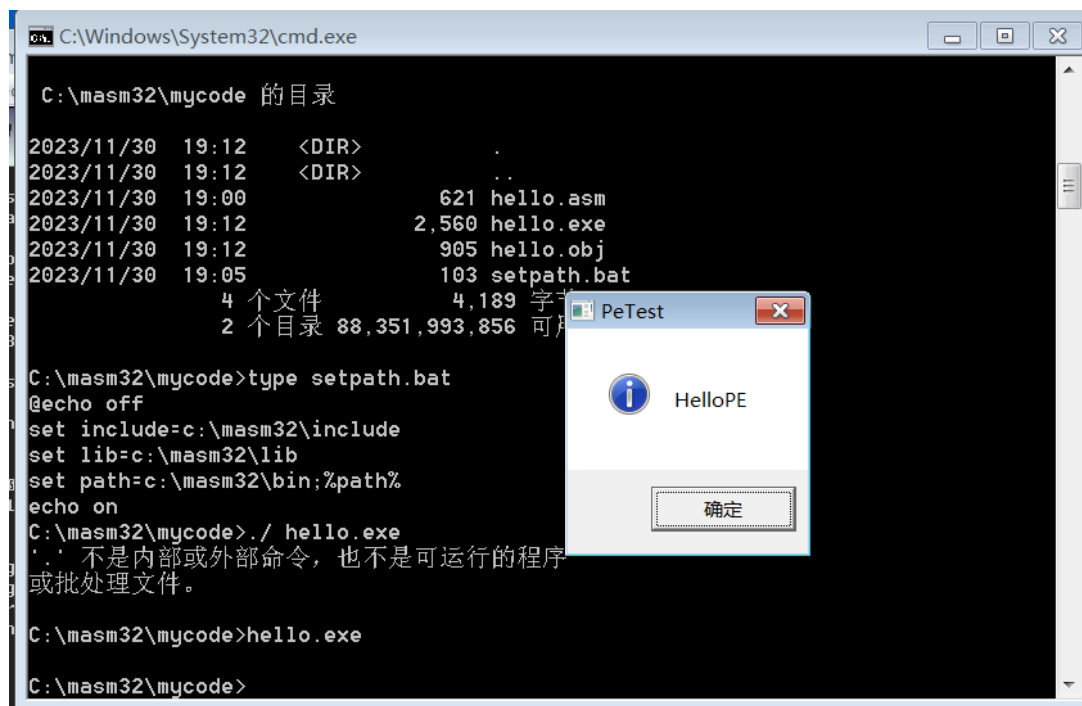 C:\Windows\System32\cmd.exe
C:\masm32\mycode 的目录
2023/11/30  19:12    <DIR>          .
2023/11/30  19:12    <DIR>          ..
2023/11/30  19:00               621 hello.asm
2023/11/30  19:12             2,560 hello.exe
2023/11/30  19:12               905 hello.obj
2023/11/30  19:05               103 setpath.bat
4 个文件          4,189 字
2 个目录 88,351,993,856 可
C:\masm32\mycode>type setpath.bat
@echo off
set include=c:\masm32\include
set lib=c:\masm32\lib
set path=c:\masm32\bin;%path%
echo on
C:\masm32\mycode>./ hello.exe
'.' 不是内部或外部命令，也不是可运行的程序
或批处理文件。
C:\masm32\mycode>hello.exe
C:\masm32\mycode>
PeTest
HelloPE
确定